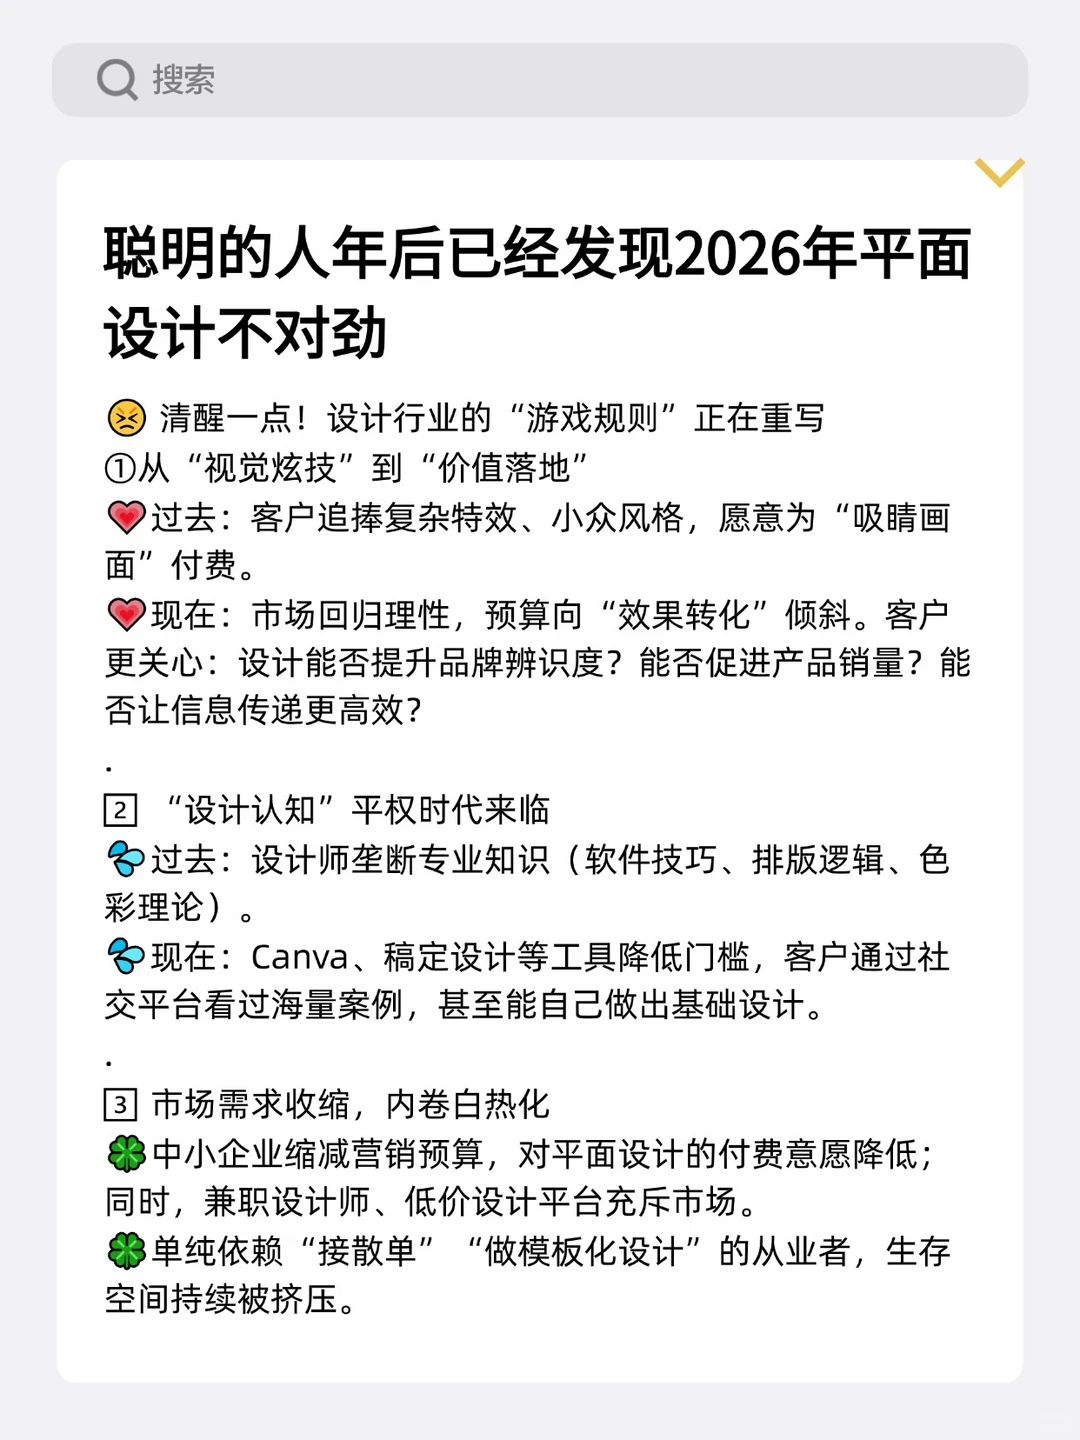 搜索
聪明的人年后已经发现2026年平面
设计不对劲
😣 清醒一点！设计行业的“游戏规则”正在重写
①从“视觉炫技”到“价值落地”
💗过去：客户追捧复杂特效、小众风格，愿意为“吸睛画
面”付费。
💗现在：市场回归理性，预算向“效果转化”倾斜。客户
更关心：设计能否提升品牌辨识度？能否促进产品销量？能
否让信息传递更高效？
.
2️⃣ “设计认知”平权时代来临
💦过去：设计师垄断专业知识（软件技巧、排版逻辑、色
彩理论）。
💦现在：Canva、稿定设计等工具降低门槛，客户通过社
交平台看过海量案例，甚至能自己做出基础设计。
.
3️⃣ 市场需求收缩，内卷白热化
🍀中小企业缩减营销预算，对平面设计的付费意愿降低；
同时，兼职设计师、低价设计平台充斥市场。
🍀单纯依赖“接散单”“做模板化设计”的从业者，生存
空间持续被挤压。